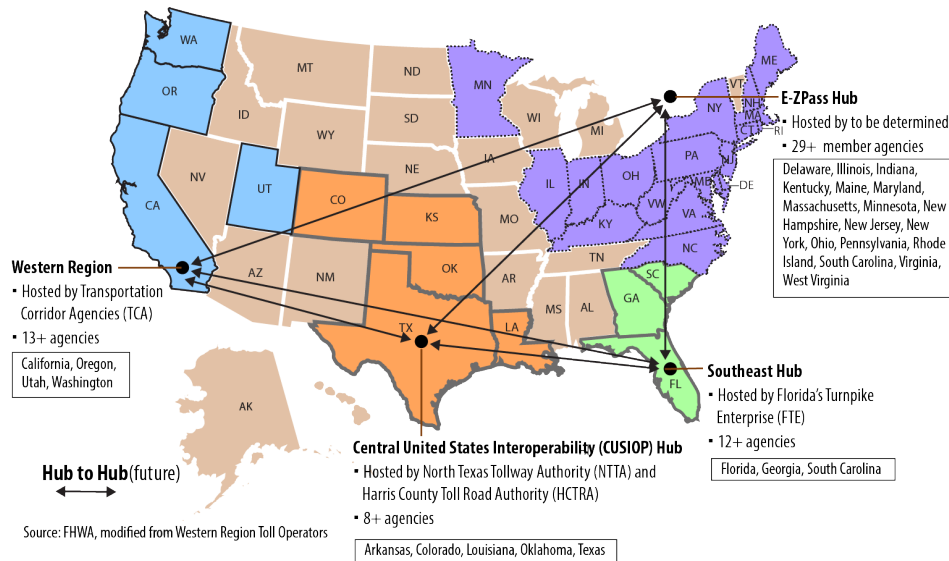 WA
MT
ND
MN
VT
ME
OR
ID
SD
WI
MI
NY
NH
MA
CT
RI
WY
NE
IA
PA
NJ
NV
UT
CO
KS
IL
IN
OH
MD
DE
WV
VA
CA
MO
KY
NC
AZ
NM
OK
AR
TN
SC
TX
LA
MS
AL
GA
FL
AK
E-ZPass Hub
▪ Hosted by to be determined
▪ 29+ member agencies
Delaware, Illinois, Indiana,
Kentucky, Maine, Maryland,
Massachusetts, Minnesota, New
Hampshire, New Jersey, New
York, Ohio, Pennsylvania, Rhode
Island, South Carolina, Virginia,
West Virginia
Western Region
▪ Hosted by Transportation
Corridor Agencies (TCA)
▪ 13+ agencies
California, Oregon,
Utah, Washington
Southeast Hub
▪ Hosted by Florida's Turnpike
Enterprise (FTE)
▪ 12+ agencies
Florida, Georgia, South Carolina
Central United States Interoperability (CUSIOP) Hub
▪ Hosted by North Texas Tollway Authority (NTTA) and
Harris County Toll Road Authority (HCTRA)
▪ 8+ agencies
Arkansas, Colorado, Louisiana, Oklahoma, Texas
Hub to Hub(future)
Source: FHWA, modified from Western Region Toll Operators